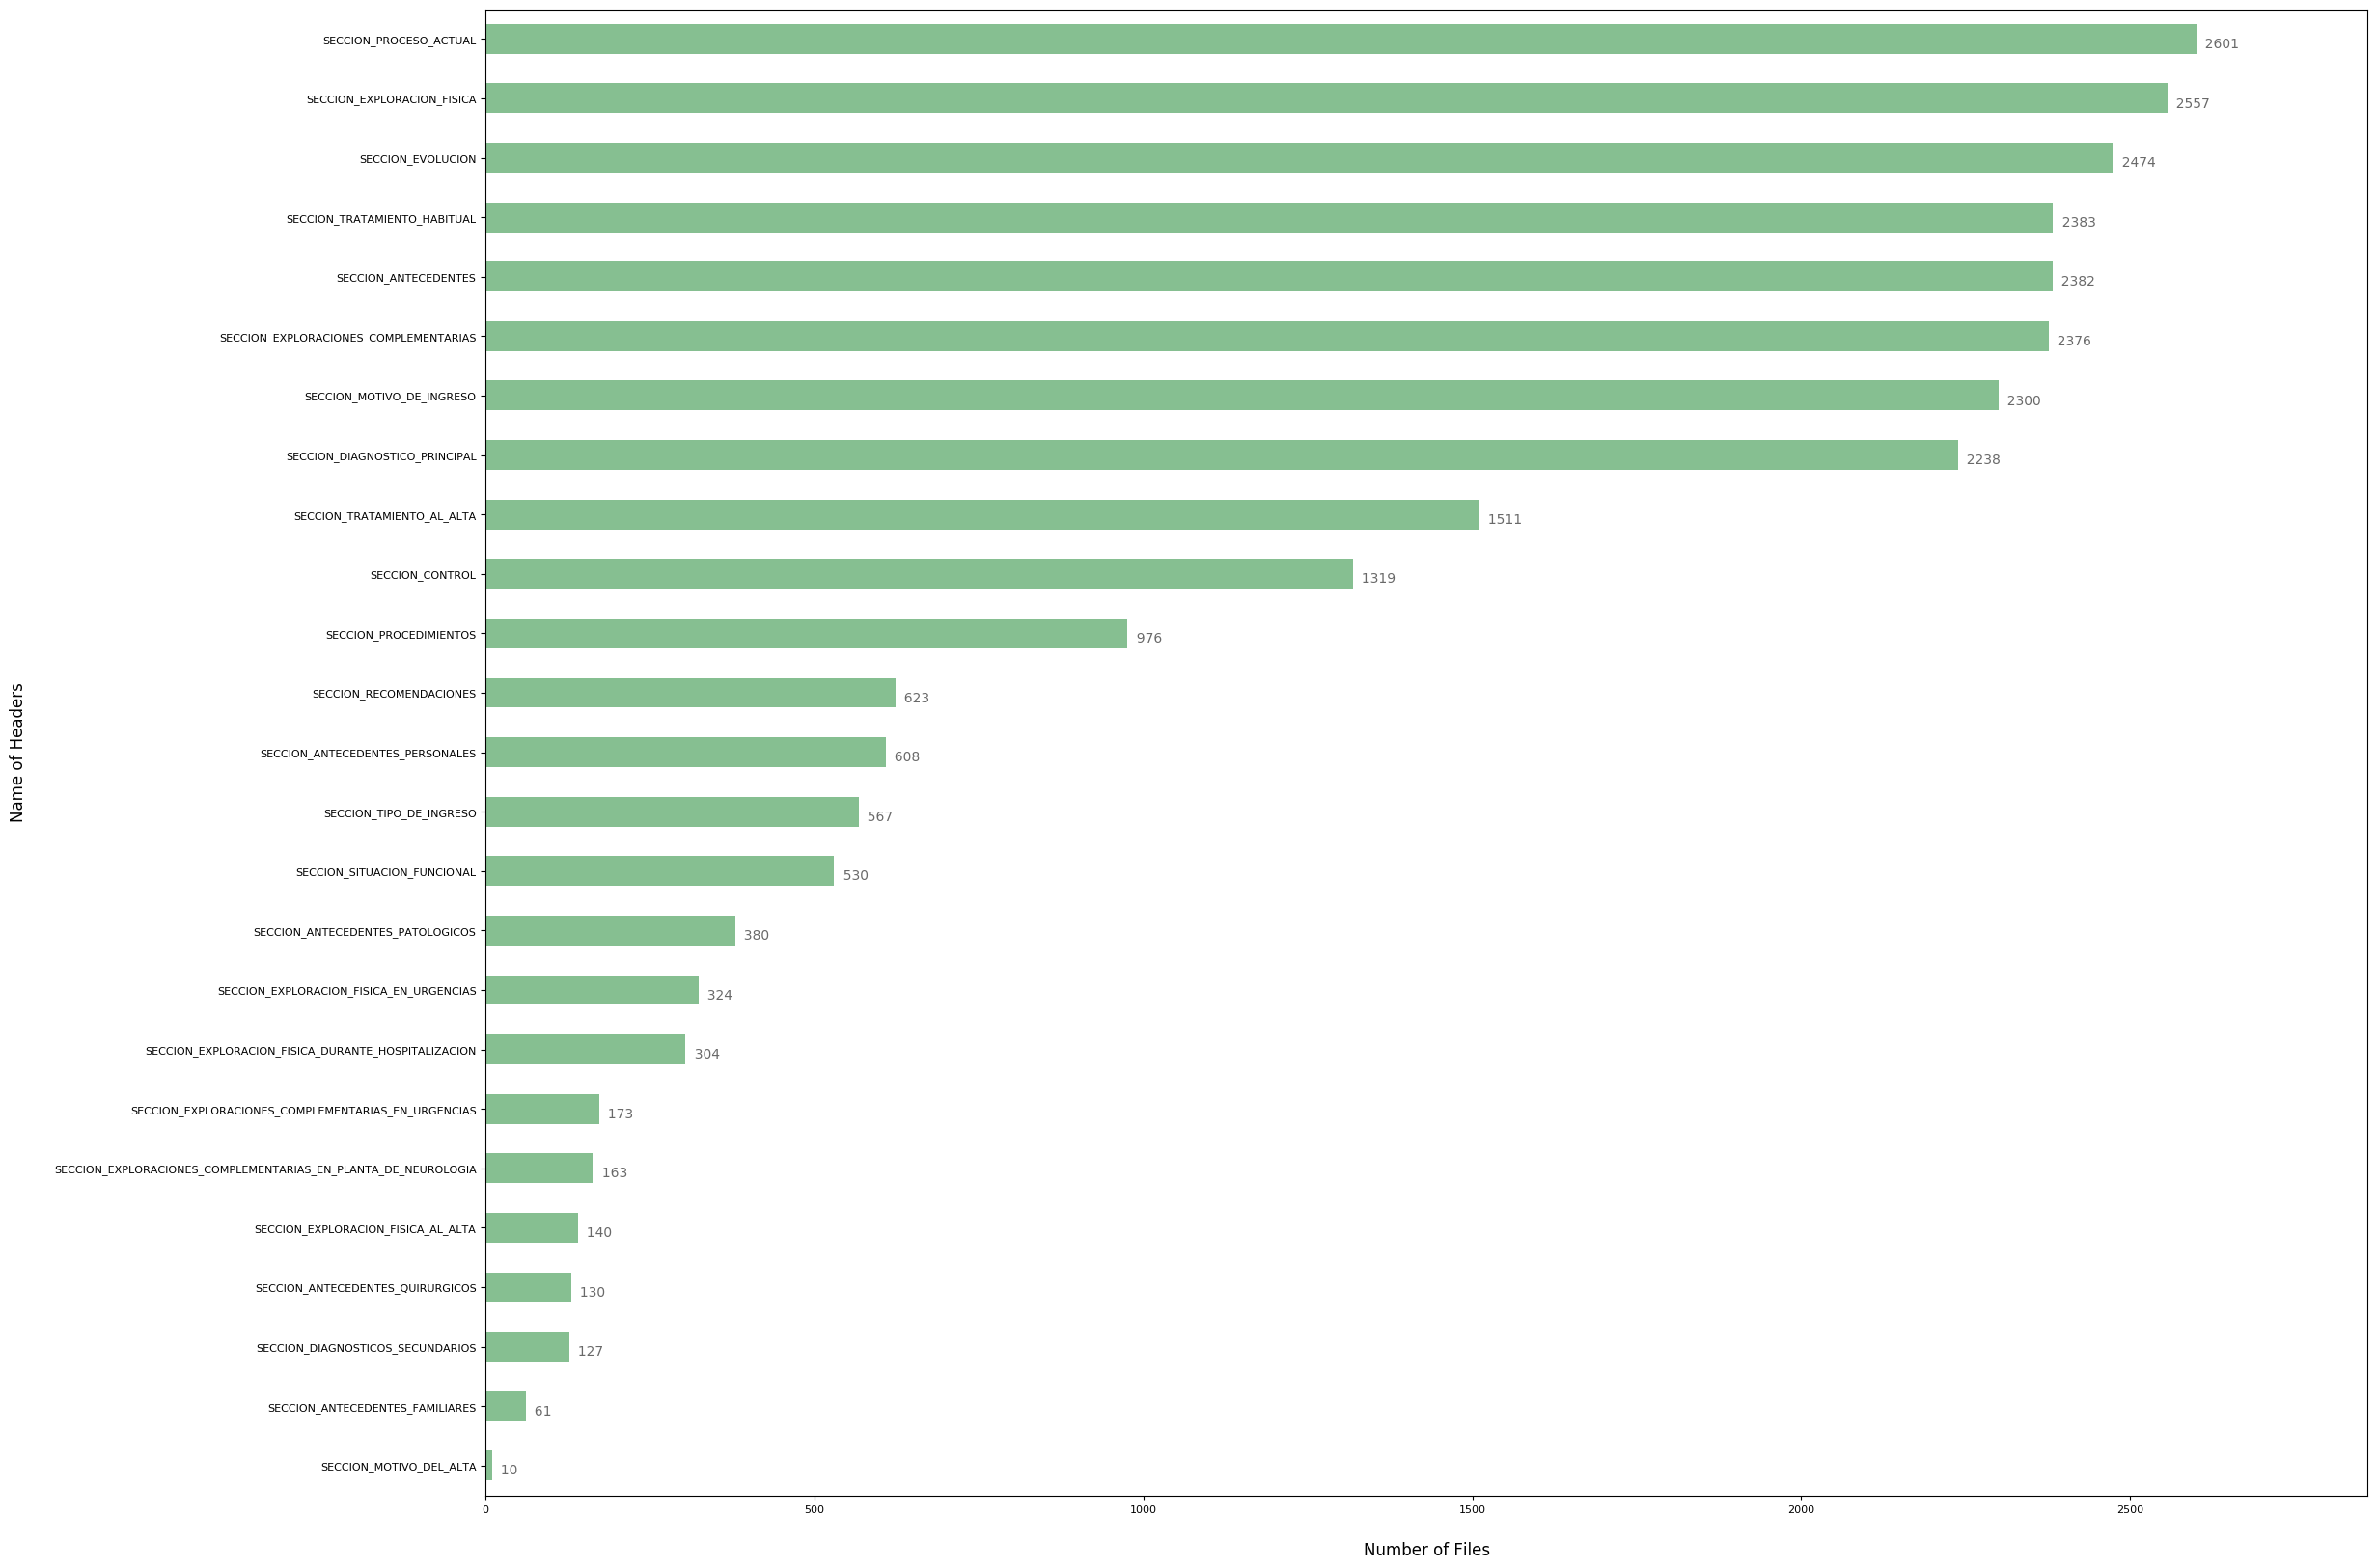 SECCION_PROCESO_ACTUAL 2601
SECCION_EXPLORACION_FISICA 2557
SECCION_EVOLUCION 2474
SECCION_TRATAMIENTO_HABITUAL 2383
SECCION_ANTECEDENTES 2382
SECCION_EXPLORACIONES_COMPLEMENTARIAS 2376
SECCION_MOTIVO_DE_INGRESO 2300
SECCION_DIAGNOSTICO_PRINCIPAL 2238
SECCION_TRATAMIENTO_AL_ALTA 1511
SECCION_CONTROL 1319
SECCION_PROCEDIMIENTOS 976
SECCION_RECOMENDACIONES 623
SECCION_ANTECEDENTES_PERSONALES 608
SECCION_TIPO_DE_INGRESO 567
SECCION_SITUACION_FUNCIONAL 530
SECCION_ANTECEDENTES_PATOLOGICOS 380
SECCION_EXPLORACION_FISICA_EN_URGENCIAS 324
SECCION_EXPLORACION_FISICA_DURANTE_HOSPITALIZACION 304
SECCION_EXPLORACIONES_COMPLEMENTARIAS_EN_URGENCIAS 173
SECCION_EXPLORACIONES_COMPLEMENTARIAS_EN_PLANTA_DE_NEUROLOGIA 163
SECCION_EXPLORACION_FISICA_AL_ALTA 140
SECCION_ANTECEDENTES_QUIRURGICOS 130
SECCION_DIAGNOSTICOS_SECUNDARIOS 127
SECCION_ANTECEDENTES_FAMILIARES 61
SECCION_MOTIVO_DEL_ALTA 10
0 500 1000 1500 2000 2500
Number of Files
Name of Headers